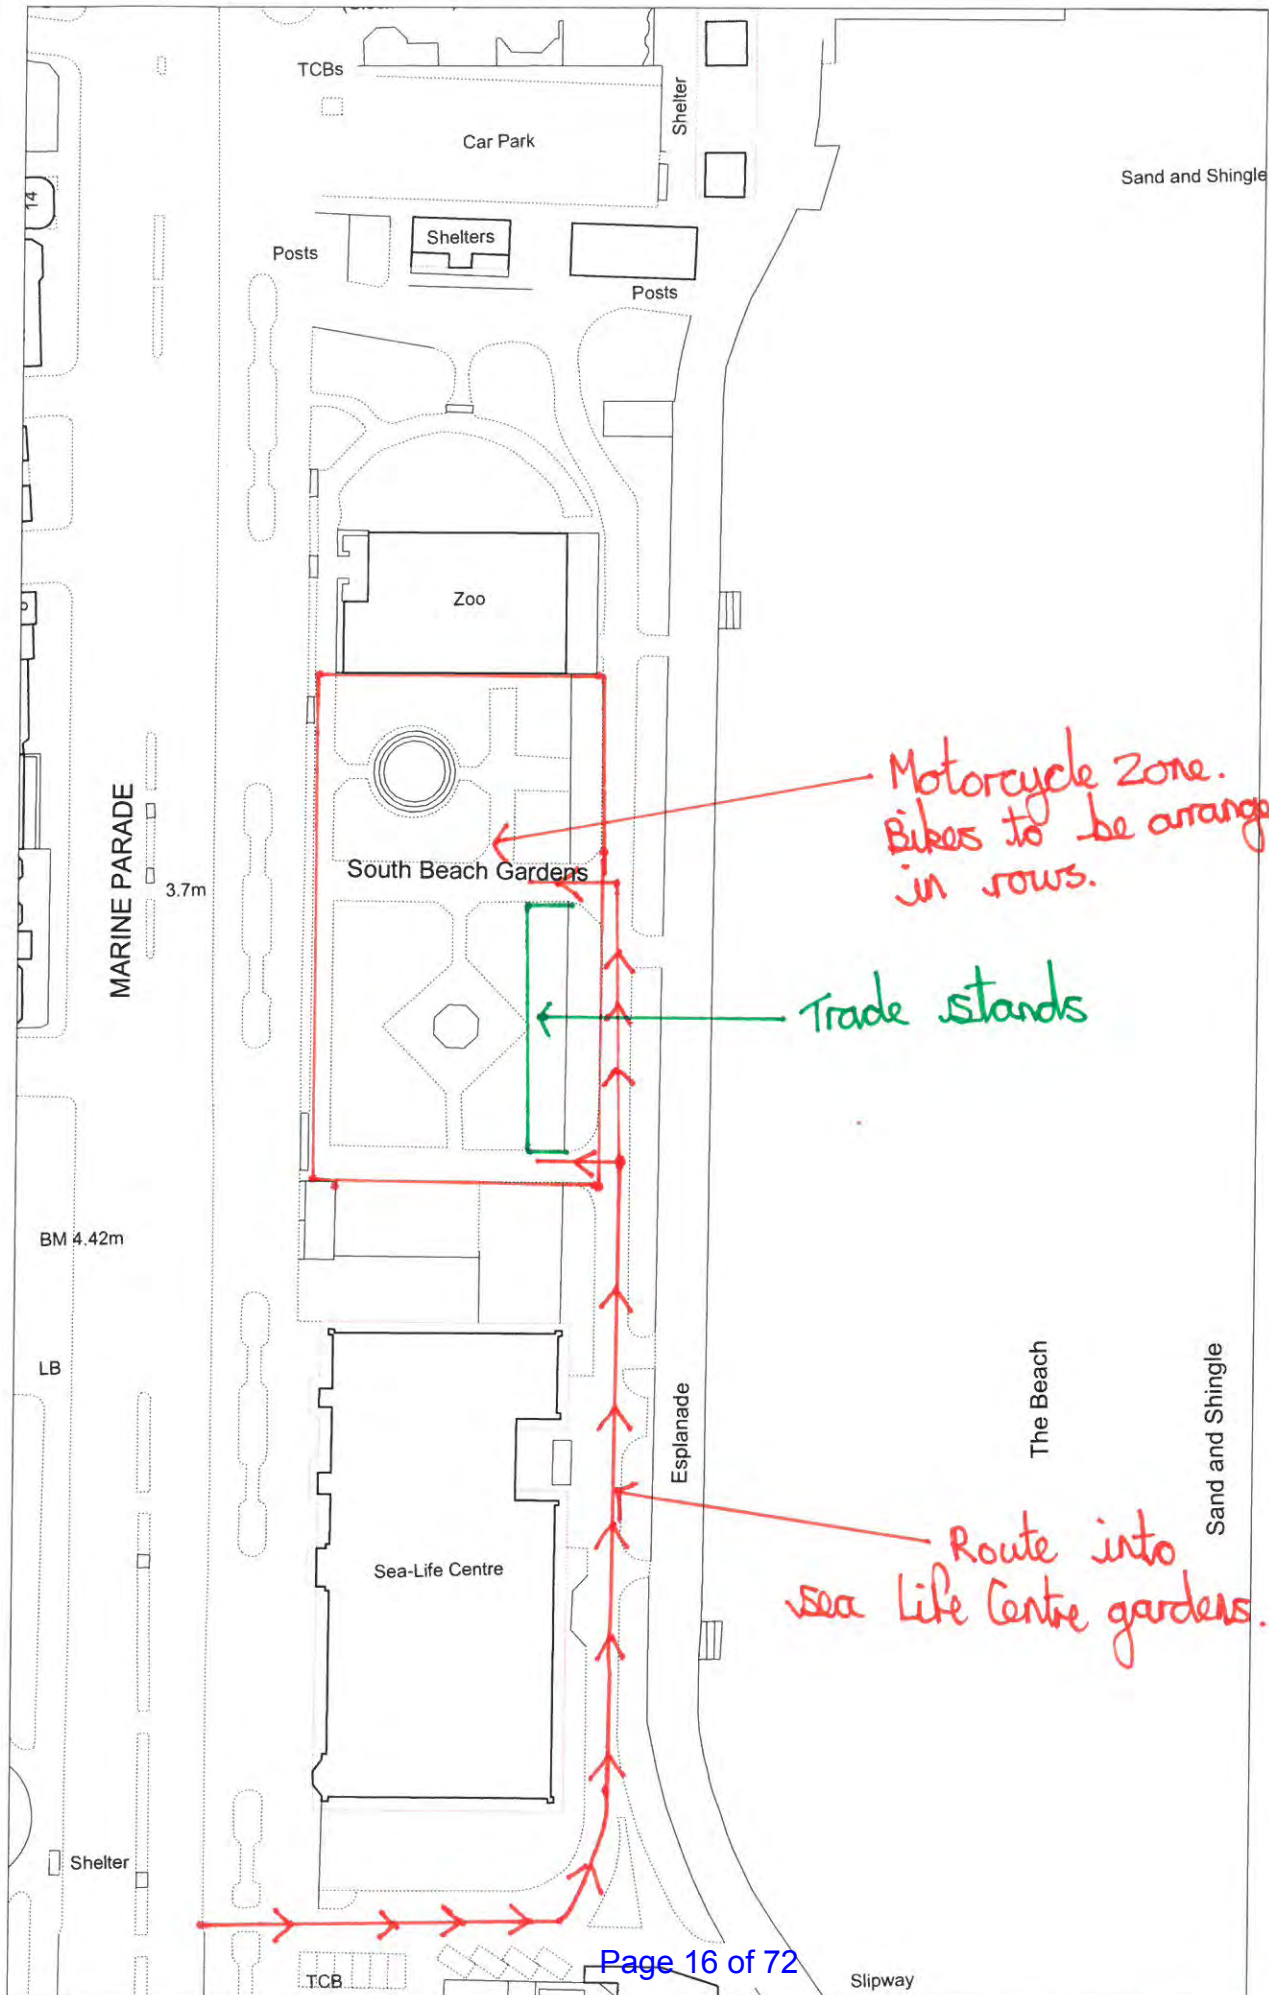 TCBs
Shelter
Car Park
Sand and Shingle
14
Shelters
Posts
Posts
Zoo
Motorcycle Zone.
Bikes to be arrange
in rows.
MARINE PARADE
South Beach Gardens
3.7m
Trade stands
BM 4.42m
LB
The Beach
Sand and Shingle
Esplanade
Route into
sea Life Centre gardens.
Sea-Life Centre
Shelter
Page 16 of 72
TCB
Slipway